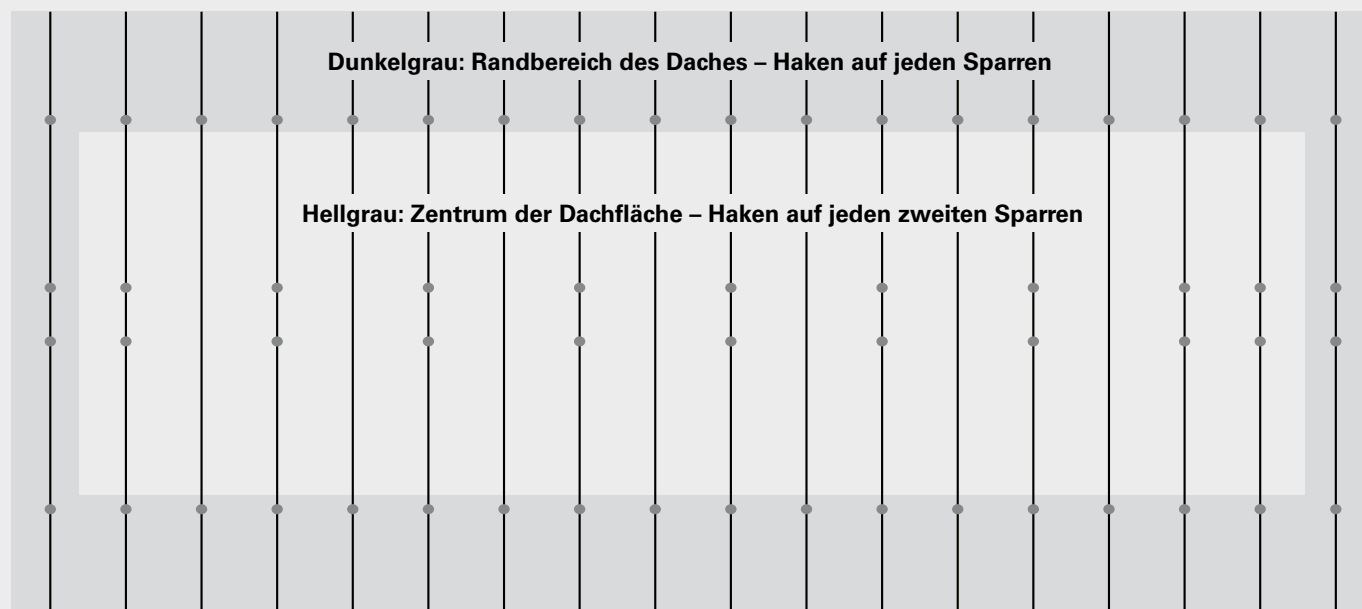 Dunkelgrau: Randbereich des Daches – Haken auf jeden Sparren
Hellgrau: Zentrum der Dachfläche – Haken auf jeden zweiten Sparren